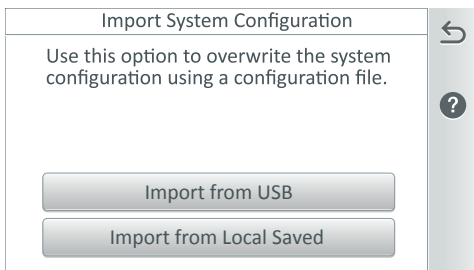 Import System Configuration
Use this option to overwrite the system
configuration using a configuration file.
?
Import from USB
Import from Local Saved